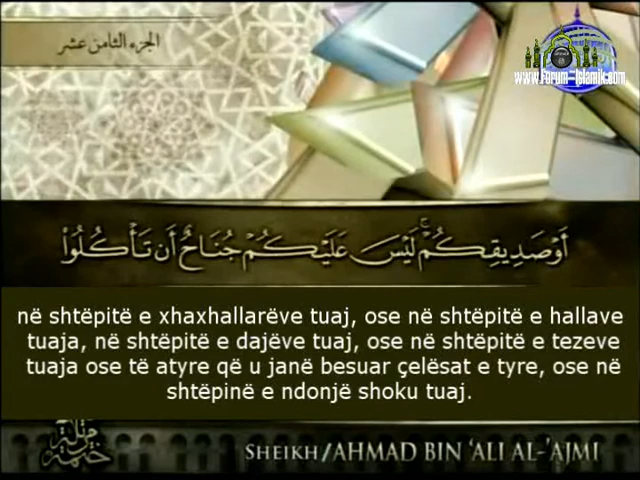 الجزء الثامن عشر
www.Forum-Islamik.com
أَوۡ صَدِيقِكُمۡۚ لَيۡسَ عَلَيۡكُمۡ جُنَاحٌ أَن تَأۡكُلُواْ
në shtëpitë e xhaxhallarëve tuaj, ose në shtëpitë e hallave
tuaja, në shtëpitë e dajëve tuaj, ose në shtëpitë e tezeve
tuaja ose të atyre që u janë besuar çelësat e tyre, ose në
shtëpinë e ndonjë shoku tuaj.
SHEIKH/AHMAD BIN 'ALI AL-'AJMI